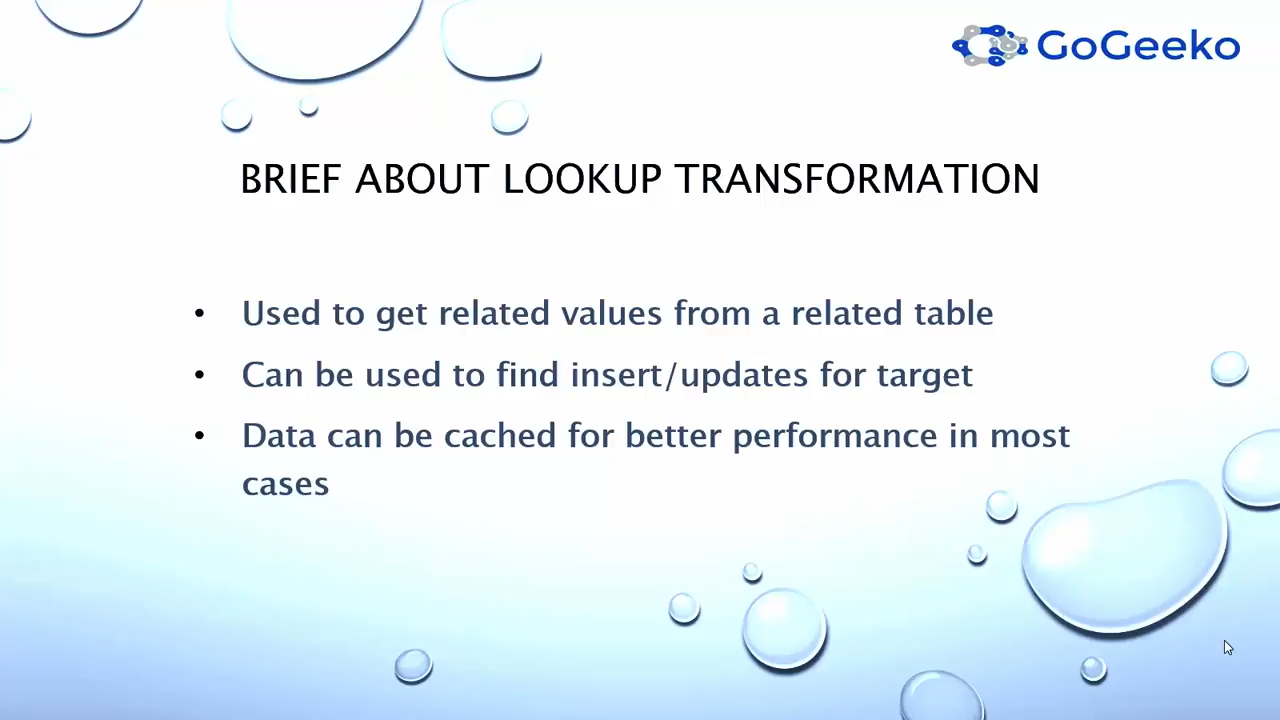 GoGeeko
BRIEF ABOUT LOOKUP TRANSFORMATION
• Used to get related values from a related table
• Can be used to find insert/updates for target
• Data can be cached for better performance in most
cases